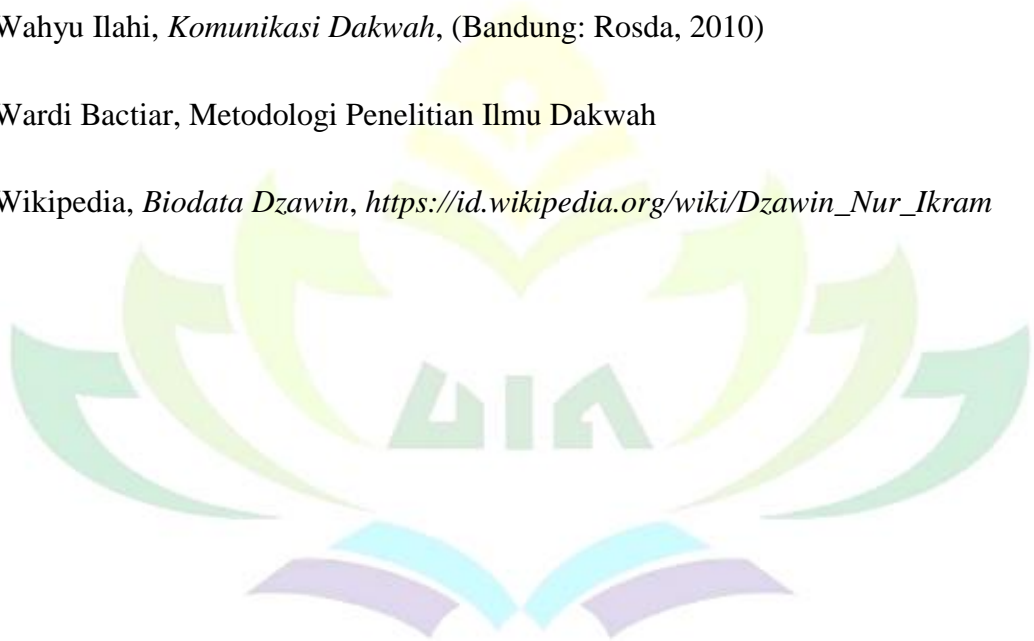 Wahyu Ilahi, Komunikasi Dakwah, (Bandung: Rosda, 2010)
Wardi Bactiar, Metodologi Penelitian Ilmu Dakwah
Wikipedia, Biodata Dzawin, https://id.wikipedia.org/wiki/Dzawin_Nur_Ikram
UIN